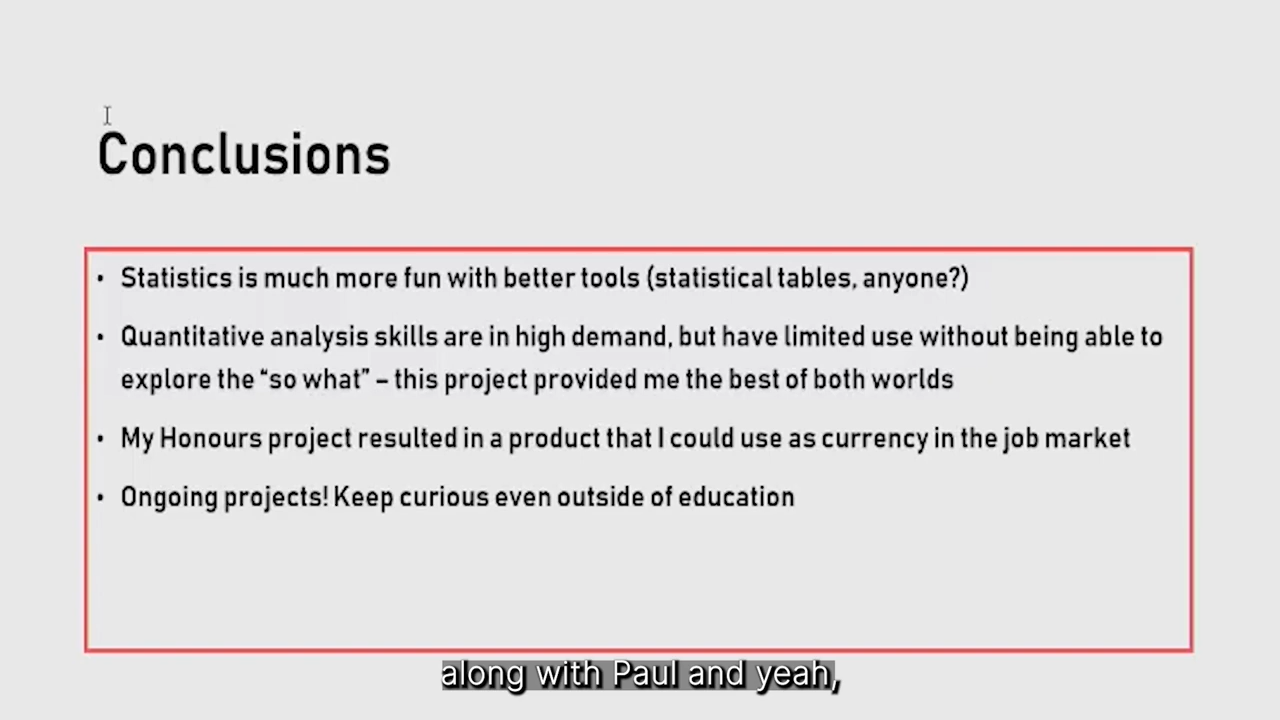 Conclusions
• Statistics is much more fun with better tools (statistical tables, anyone?)
• Quantitative analysis skills are in high demand, but have limited use without being able to
explore the “so what” – this project provided me the best of both worlds
• My Honours project resulted in a product that I could use as currency in the job market
• Ongoing projects! Keep curious even outside of education
along with Paul and yeah,